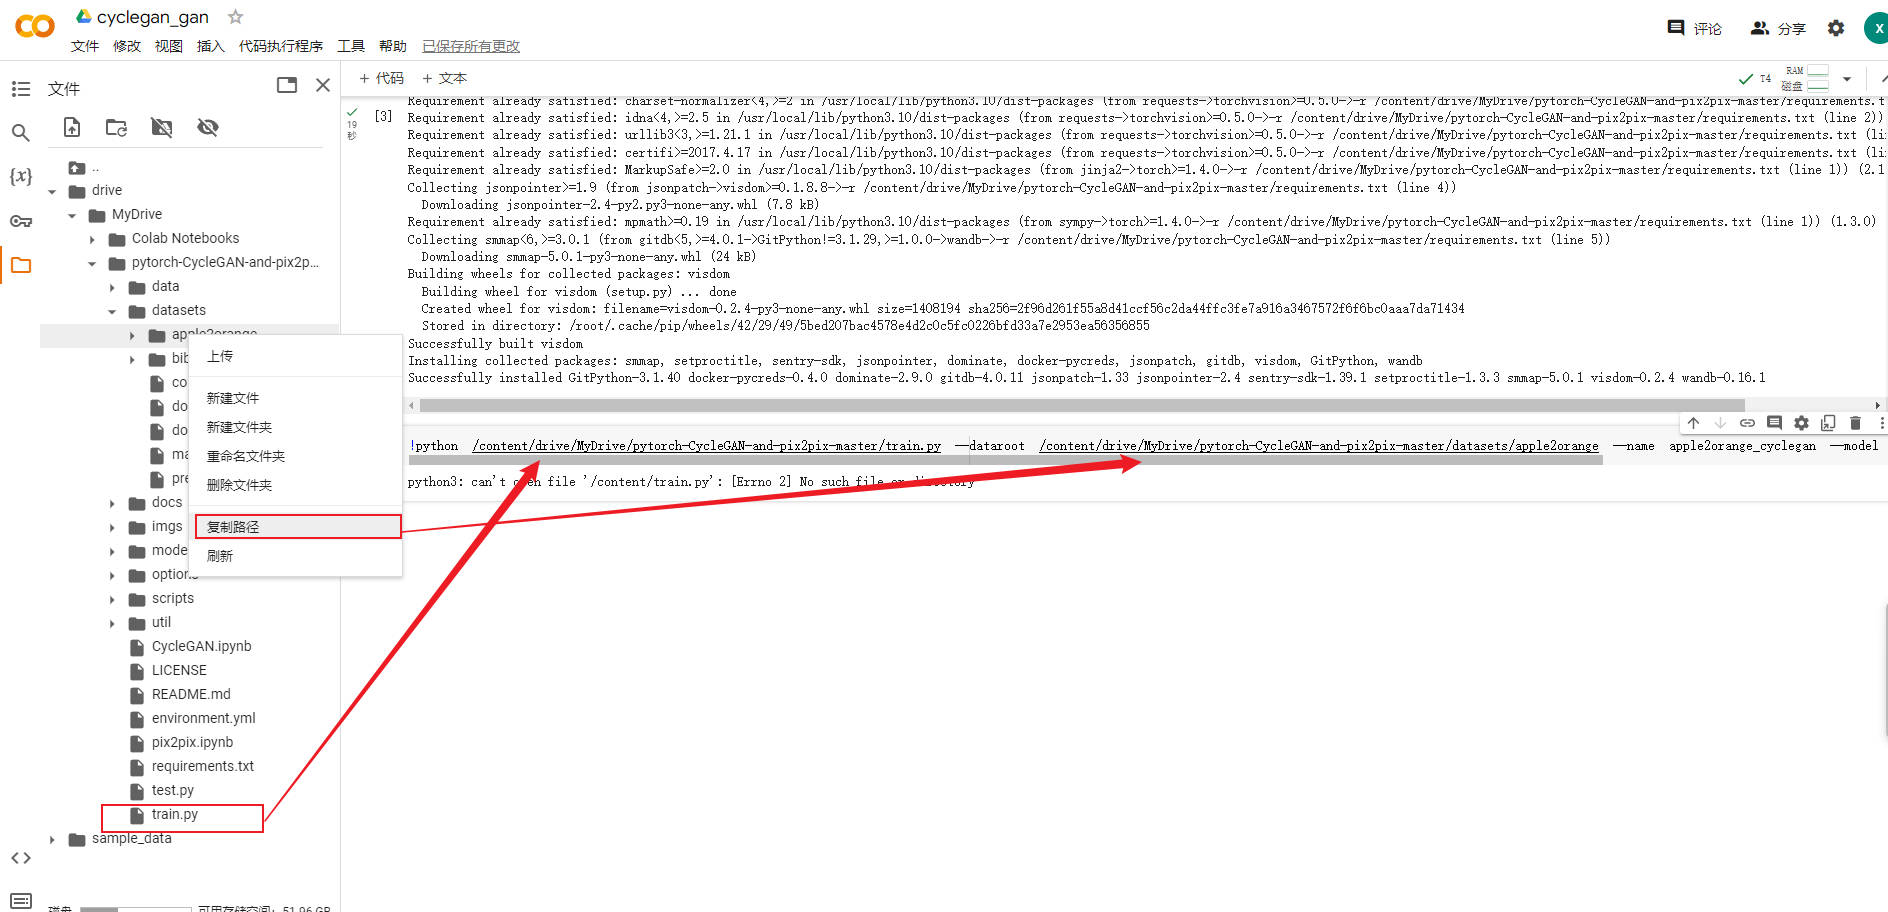 cyclegan_gan
文件 修改 视图 插入 代码执行程序 工具 帮助 已保存所有更改
评论 分享 X
文件
+ 代码 + 文本
T4 RAM
磁盘
..
drive
MyDrive
Colab Notebooks
pytorch-CycleGAN-and-pix2p...
data
datasets
apple2orange
bib
co
do
do
ma
pre
docs
imgs
mode
options
scripts
util
CycleGAN.ipynb
LICENSE
README.md
environment.yml
pix2pix.ipynb
requirements.txt
test.py
train.py
sample_data
磁盘 可用存储空间: 51.96 GB
上传
新建文件
新建文件夹
重命名文件夹
删除文件夹
复制路径
刷新
19
秒
[3]
Requirement already satisfied: charset-normalizer<4,>=2 in /usr/local/lib/python3.10/dist-packages (from requests->torchvision>=0.5.0->-r /content/drive/MyDrive/pytorch-CycleGAN-and-pix2pix-master/requirements.t
Requirement already satisfied: idna<4,>=2.5 in /usr/local/lib/python3.10/dist-packages (from requests->torchvision>=0.5.0->-r /content/drive/MyDrive/pytorch-CycleGAN-and-pix2pix-master/requirements.txt (line 2))
Requirement already satisfied: urllib3<3,>=1.21.1 in /usr/local/lib/python3.10/dist-packages (from requests->torchvision>=0.5.0->-r /content/drive/MyDrive/pytorch-CycleGAN-and-pix2pix-master/requirements.txt (li
Requirement already satisfied: certifi>=2017.4.17 in /usr/local/lib/python3.10/dist-packages (from requests->torchvision>=0.5.0->-r /content/drive/MyDrive/pytorch-CycleGAN-and-pix2pix-master/requirements.txt (li
Requirement already satisfied: MarkupSafe>=2.0 in /usr/local/lib/python3.10/dist-packages (from jinja2->torch>=1.4.0->-r /content/drive/MyDrive/pytorch-CycleGAN-and-pix2pix-master/requirements.txt (line 1)) (2.1
Collecting jsonpointer>=1.9 (from jsonpatch->visdom>=0.1.8.8->-r /content/drive/MyDrive/pytorch-CycleGAN-and-pix2pix-master/requirements.txt (line 4))
Downloading jsonpointer-2.4-py2.py3-none-any.whl (7.8 kB)
Requirement already satisfied: mpmath>=0.19 in /usr/local/lib/python3.10/dist-packages (from sympy->torch>=1.4.0->-r /content/drive/MyDrive/pytorch-CycleGAN-and-pix2pix-master/requirements.txt (line 1)) (1.3.0)
Collecting smmap<6,>=3.0.1 (from gitdb<5,>=4.0.1->GitPython!=3.1.29,>=1.0.0->wandb->-r /content/drive/MyDrive/pytorch-CycleGAN-and-pix2pix-master/requirements.txt (line 5))
Downloading smmap-5.0.1-py3-none-any.whl (24 kB)
Building wheels for collected packages: visdom
Building wheel for visdom (setup.py) ... done
Created wheel for visdom: filename=visdom-0.2.4-py3-none-any.whl size=1408194 sha256=2f96d261f55a8d41ccf56c2da44ffc3fe7a916a3467572f6f6bc0aaa7da71434
Stored in directory: /root/.cache/pip/wheels/42/29/49/5bed207bac4578e4d2c0c5fc0226bfd33a7e2953ea56356855
Successfully built visdom
Installing collected packages: smmap, setproctitle, sentry-sdk, jsonpointer, dominate, docker-pycreds, jsonpatch, gitdb, visdom, GitPython, wandb
Successfully installed GitPython-3.1.40 docker-pycreds-0.4.0 dominate-2.9.0 gitdb-4.0.11 jsonpatch-1.33 jsonpointer-2.4 sentry-sdk-1.39.1 setproctitle-1.3.3 smmap-5.0.1 visdom-0.2.4 wandb-0.16.1
!python /content/drive/MyDrive/pytorch-CycleGAN-and-pix2pix-master/train.py --dataroot /content/drive/MyDrive/pytorch-CycleGAN-and-pix2pix-master/datasets/apple2orange --name apple2orange_cyclegan --model
python3: can't open file '/content/train.py': [Errno 2] No such file or directory